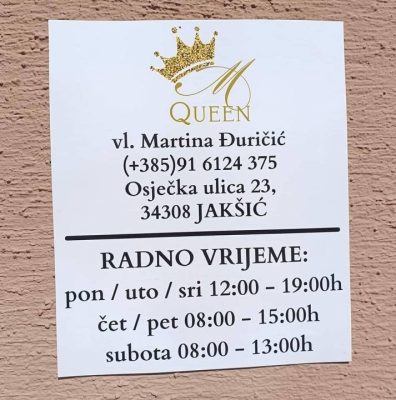 M
QUEEN
vl. Martina Đuričić
(+385)91 6124 375
Osječka ulica 23,
34308 JAKŠIĆ
RADNO VRIJEME:
pon / uto / sri 12:00 - 19:00h
čet / pet 08:00 - 15:00h
subota 08:00 - 13:00h